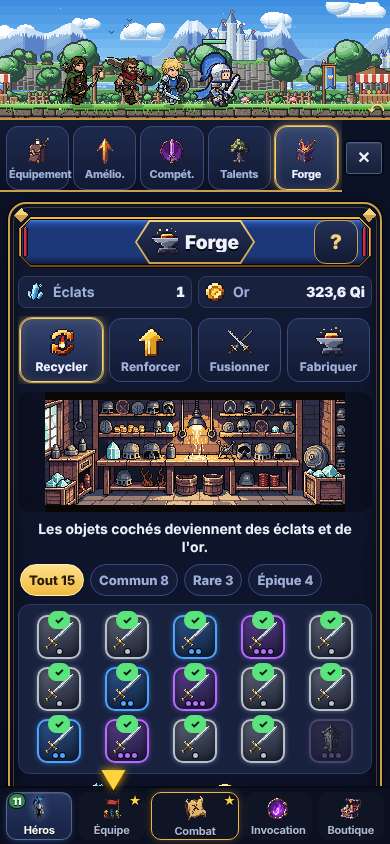 Équipement
Amélio.
Compét.
Talents
Forge
×
Forge
?
Éclats
1
Or
323,6 Qi
Recycler
Renforcer
Fusionner
Fabriquer
Les objets cochés deviennent des éclats et de
l'or.
Tout 15
Commun 8
Rare 3
Épique 4
11
Héros
Équipe
Combat
Invocation
Boutique